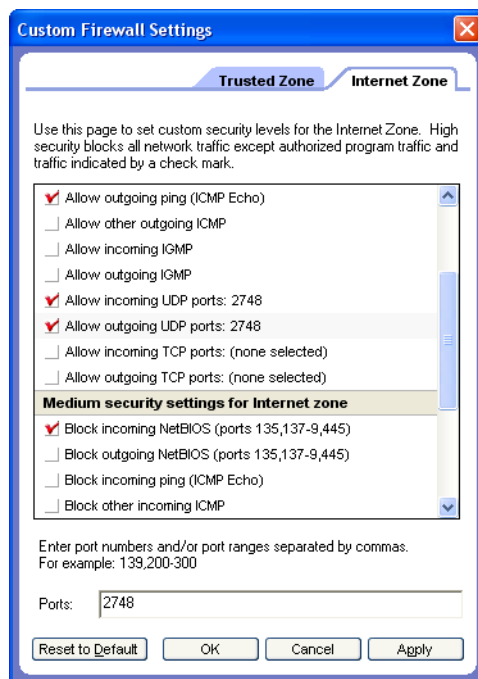 Custom Firewall Settings
Trusted Zone
Internet Zone
Use this page to set custom security levels for the Internet Zone. High
security blocks all network traffic except authorized program traffic and
traffic indicated by a check mark.
Allow outgoing ping (ICMP Echo)
Allow other outgoing ICMP
Allow incoming IGMP
Allow outgoing IGMP
Allow incoming UDP ports: 2748
Allow outgoing UDP ports: 2748
Allow incoming TCP ports: (none selected)
Allow outgoing TCP ports: (none selected)
Medium security settings for Internet zone
Block incoming NetBIOS (ports 135,137-9,445)
Block outgoing NetBIOS (ports 135,137-9,445)
Block incoming ping (ICMP Echo)
Block other incoming ICMP
Enter port numbers and/or port ranges separated by commas.
For example: 139,200-300
Ports: 2748
Reset to Default
OK
Cancel
Apply